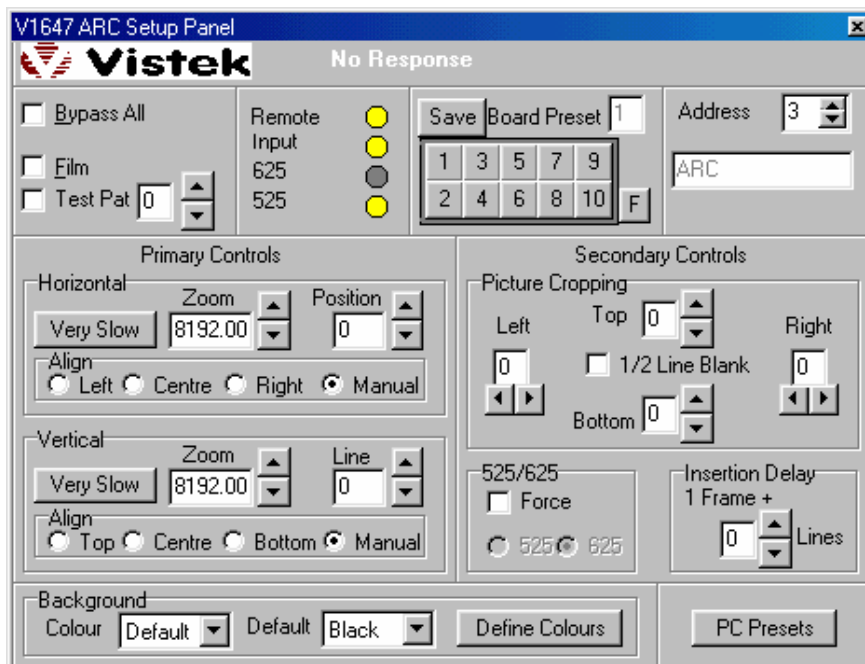 V1647 ARC Setup Panel
Vistek
No Response
Bypass All
Film
Test Pat 0
Remote
Input
625
525
Save Board Preset 1
1 3 5 7 9
2 4 6 8 10 F
Address 3
ARC
Primary Controls
Horizontal
Zoom Position
Very Slow 8192.00 0
Align
Left Centre Right Manual
Vertical
Zoom Line
Very Slow 8192.00 0
Align
Top Centre Bottom Manual
Secondary Controls
Picture Cropping
Left Top 0 Right
0 1/2 Line Blank 0
Bottom 0
525/625
Force
525 625
Insertion Delay
1 Frame +
0 Lines
Background
Colour Default Default Black Define Colours
PC Presets